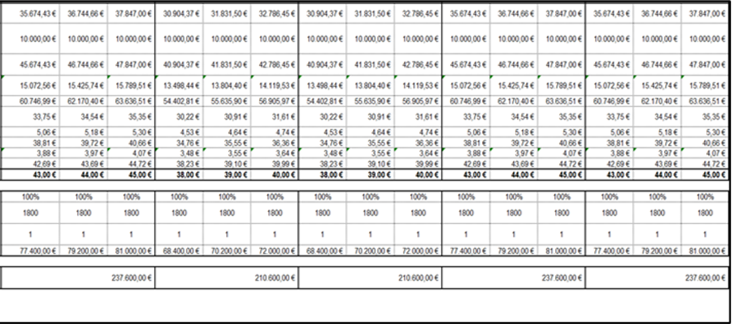 35.674,43 € 36.744,66 € 37.847,00 € 30.904,37 € 31.831,50 € 32.786,45 € 30.904,37 € 31.831,50 € 32.786,45 € 35.674,43 € 36.744,66 € 37.847,00 € 35.674,43 € 36.744,66 € 37.847,00 €
10.000,00 € 10.000,00 € 10.000,00 € 10.000,00 € 10.000,00 € 10.000,00 € 10.000,00 € 10.000,00 € 10.000,00 € 10.000,00 € 10.000,00 € 10.000,00 € 10.000,00 € 10.000,00 € 10.000,00 €
45.674,43 € 46.744,66 € 47.847,00 € 40.904,37 € 41.831,50 € 42.786,45 € 40.904,37 € 41.831,50 € 42.786,45 € 45.674,43 € 46.744,66 € 47.847,00 € 45.674,43 € 46.744,66 € 47.847,00 €
15.072,56 € 15.425,74 € 15.789,51 € 13.498,44 € 13.804,40 € 14.119,53 € 13.498,44 € 13.804,40 € 14.119,53 € 15.072,56 € 15.425,74 € 15.789,51 € 15.072,56 € 15.425,74 € 15.789,51 €
60.746,99 € 62.170,40 € 63.636,51 € 54.402,81 € 55.635,90 € 56.905,97 € 54.402,81 € 55.635,90 € 56.905,97 € 60.746,99 € 62.170,40 € 63.636,51 € 60.746,99 € 62.170,40 € 63.636,51 €
33,75 € 34,54 € 35,35 € 30,22 € 30,91 € 31,61 € 30,22 € 30,91 € 31,61 € 33,75 € 34,54 € 35,35 € 33,75 € 34,54 € 35,35 €
5,06 € 5,18 € 5,30 € 4,53 € 4,64 € 4,74 € 4,53 € 4,64 € 4,74 € 5,06 € 5,18 € 5,30 € 5,06 € 5,18 € 5,30 €
38,81 € 39,72 € 40,66 € 34,76 € 35,55 € 36,36 € 34,76 € 35,55 € 36,36 € 38,81 € 39,72 € 40,66 € 38,81 € 39,72 € 40,66 €
3,88 € 3,97 € 4,07 € 3,48 € 3,55 € 3,64 € 3,48 € 3,55 € 3,64 € 3,88 € 3,97 € 4,07 € 3,88 € 3,97 € 4,07 €
42,69 € 43,69 € 44,72 € 38,23 € 39,10 € 39,99 € 38,23 € 39,10 € 39,99 € 42,69 € 43,69 € 44,72 € 42,69 € 43,69 € 44,72 €
43,00 € 44,00 € 45,00 € 38,00 € 39,00 € 40,00 € 38,00 € 39,00 € 40,00 € 43,00 € 44,00 € 45,00 € 43,00 € 44,00 € 45,00 €
100% 100% 100% 100% 100% 100% 100% 100% 100% 100% 100% 100% 100% 100% 100%
1800 1800 1800 1800 1800 1800 1800 1800 1800 1800 1800 1800 1800 1800 1800
1 1 1 1 1 1 1 1 1 1 1 1 1 1 1
77.400,00 € 79.200,00 € 81.000,00 € 68.400,00 € 70.200,00 € 72.000,00 € 68.400,00 € 70.200,00 € 72.000,00 € 77.400,00 € 79.200,00 € 81.000,00 € 77.400,00 € 79.200,00 € 81.000,00 €
237.600,00 € 210.600,00 € 210.600,00 € 237.600,00 € 237.600,00 €